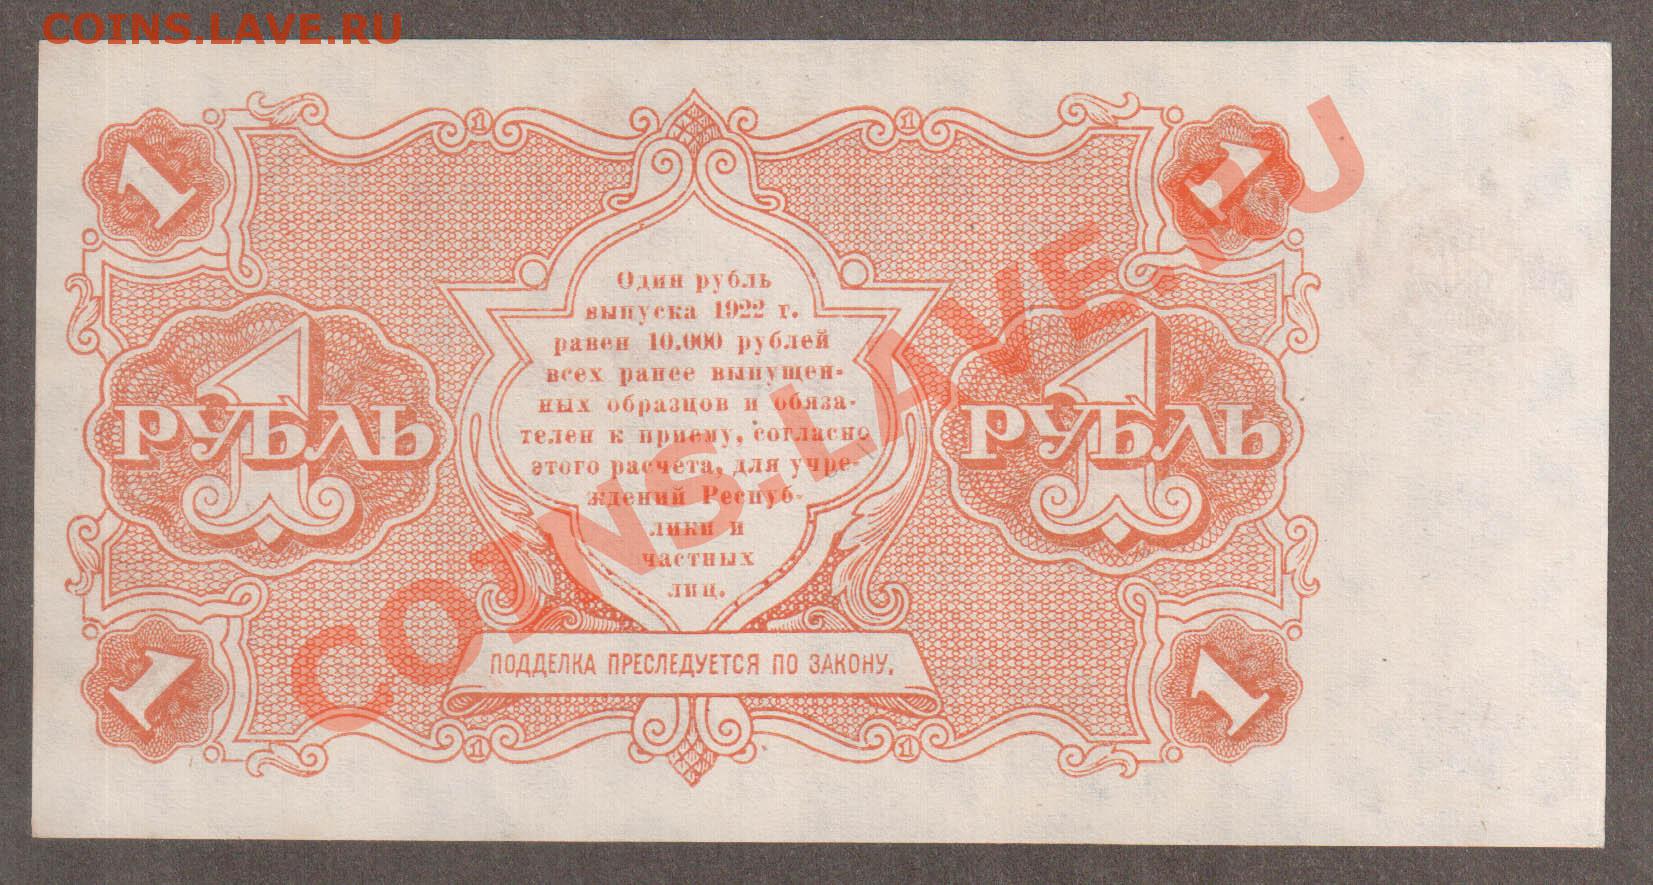 COINS.LAVE.RU
1
1
1
1
Один рубль
выпуска 1922 г.
равен 10.000 рублей
всех ранее выпущен-
ных образцов и обяза-
телен к приему, согласно
этого расчета, для учре-
ждений Респуб-
лики и
частных
лиц.
1
РУБЛЬ
1
РУБЛЬ
COINS.LAVE.RU
ПОДДЕЛКА ПРЕСЛЕДУЕТСЯ ПО ЗАКОНУ.
1
1
1
1